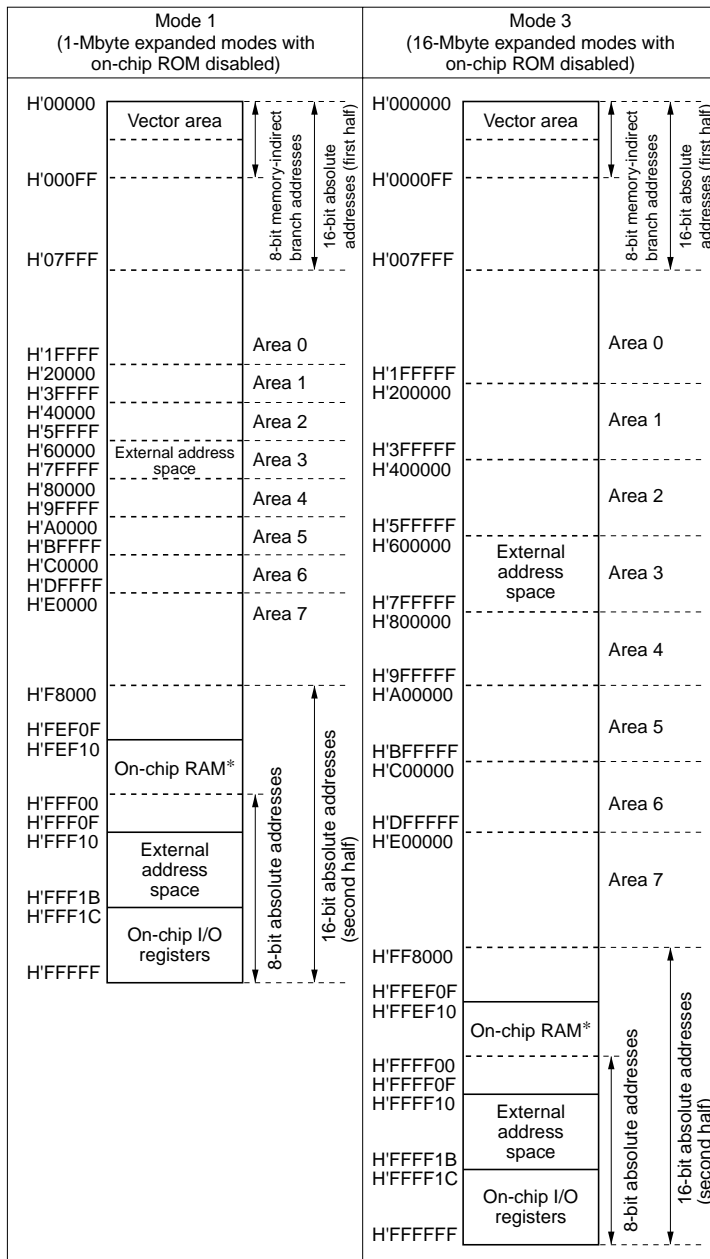 Mode 1
(1-Mbyte expanded modes with
on-chip ROM disabled)
H'00000
Vector area
H'000FF
H'07FFF
8-bit memory-indirect
branch addresses
16-bit absolute
addresses (first half)
H'1FFFF
Area 0
H'20000
H'3FFFF
Area 1
H'40000
H'5FFFF
Area 2
H'60000
H'7FFFF
External address
space
Area 3
H'80000
H'9FFFF
Area 4
H'A0000
H'BFFFF
Area 5
H'C0000
H'DFFFF
Area 6
H'E0000
Area 7
H'F8000
H'FEF0F
H'FEF10
On-chip RAM*
H'FFF00
H'FFF0F
H'FFF10
External
address
space
H'FFF1B
H'FFF1C
On-chip I/O
registers
H'FFFFF
8-bit absolute addresses
16-bit absolute addresses
(second half)
Mode 3
(16-Mbyte expanded modes with
on-chip ROM disabled)
H'000000
Vector area
H'0000FF
H'007FFF
8-bit memory-indirect
branch addresses
16-bit absolute
addresses (first half)
Area 0
H'1FFFFF
H'200000
Area 1
H'3FFFFF
H'400000
Area 2
H'5FFFFF
H'600000
External
address
space
Area 3
H'7FFFFF
H'800000
Area 4
H'9FFFFF
H'A00000
Area 5
H'BFFFFF
H'C00000
Area 6
H'DFFFFF
H'E00000
Area 7
H'FF8000
H'FFEF0F
H'FFEF10
On-chip RAM*
H'FFFF00
H'FFFF0F
H'FFFF10
External
address
space
H'FFFF1B
H'FFFF1C
On-chip I/O
registers
H'FFFFFF
8-bit absolute addresses
16-bit absolute addresses
(second half)